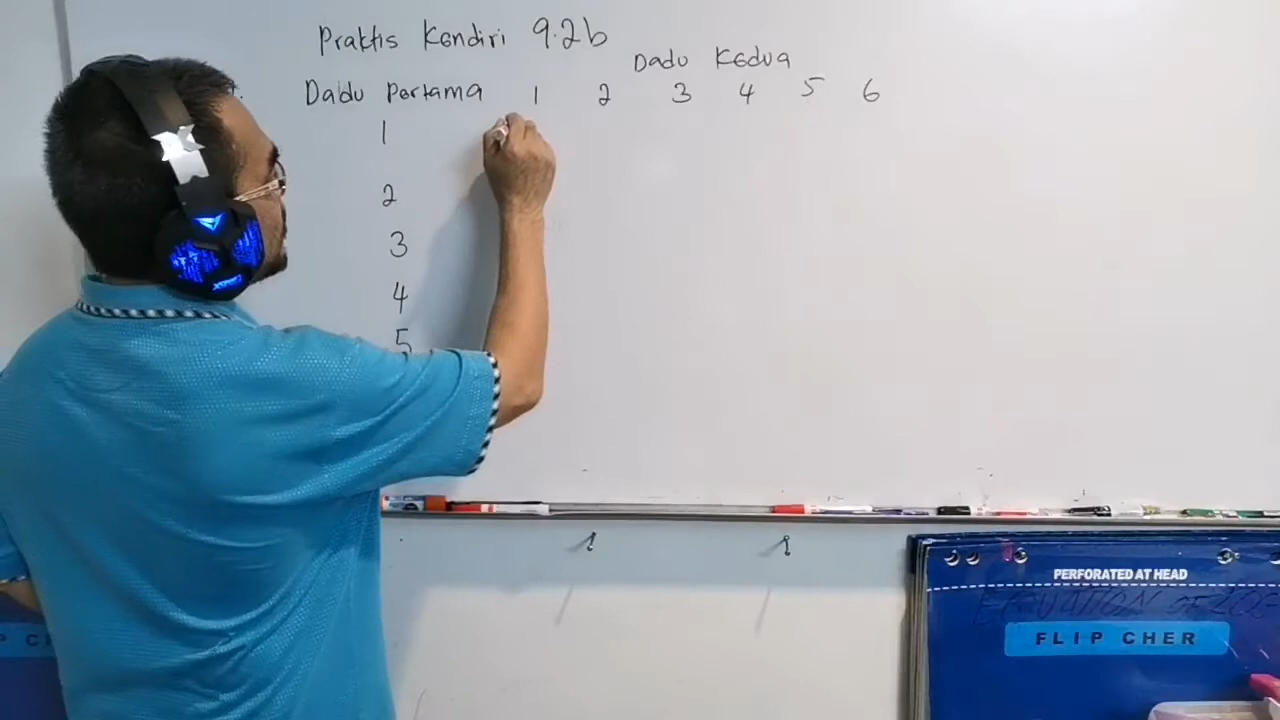 Praktis Kendiri 9.2b
Dadu Kedua
Dadu Pertama 1 2 3 4 5 6
1
2
3
4
5
PERFORATED AT HEAD
FLIP CHER